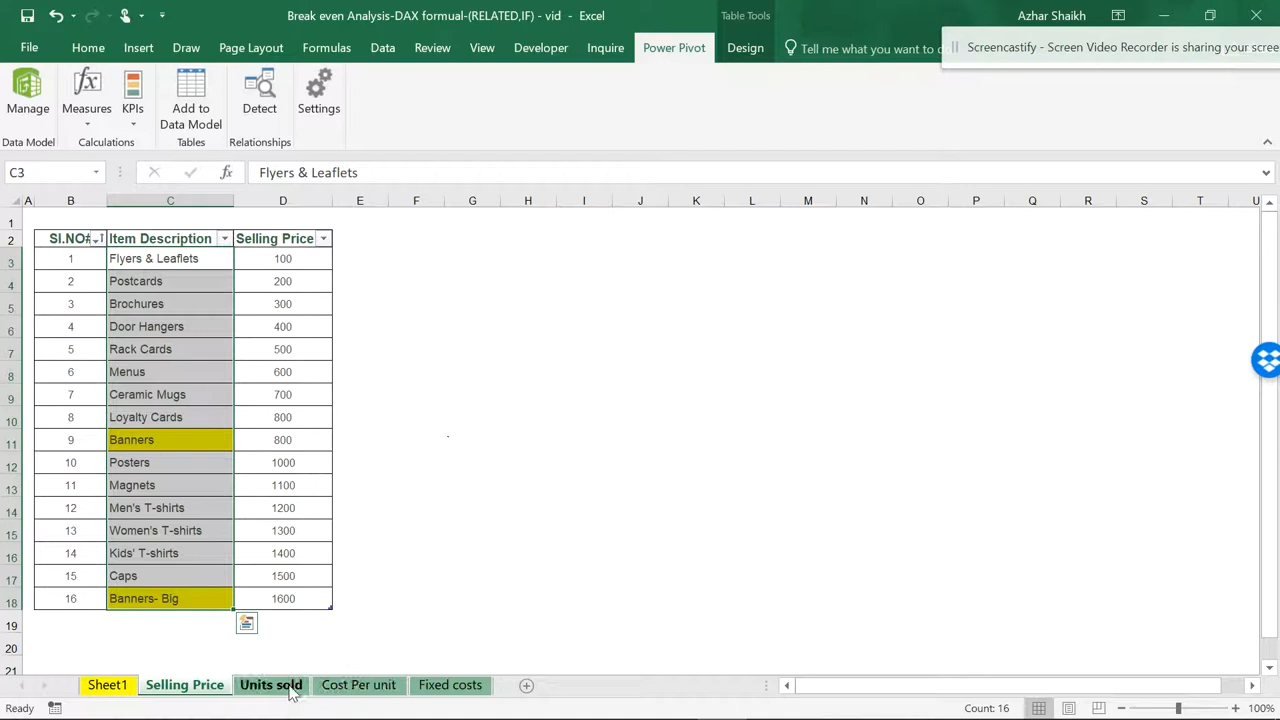 Break even Analysis-DAX formual-(RELATED,IF) - vid - Excel
Table Tools
Azhar Shaikh
File Home Insert Draw Page Layout Formulas Data Review View Developer Inquire Power Pivot Design Tell me what you want to do
Screencastify - Screen Video Recorder is sharing your scree
Manage Measures KPIs Add to Data Model Detect Settings
Data Model Calculations Tables Relationships
C3 fx Flyers & Leaflets
A B C D E F G H I J K L M N O P Q R S T U
1
2 Sl.NO# Item Description Selling Price
3 1 Flyers & Leaflets 100
4 2 Postcards 200
5 3 Brochures 300
6 4 Door Hangers 400
7 5 Rack Cards 500
8 6 Menus 600
9 7 Ceramic Mugs 700
10 8 Loyalty Cards 800
11 9 Banners 800
12 10 Posters 1000
13 11 Magnets 1100
14 12 Men's T-shirts 1200
15 13 Women's T-shirts 1300
16 14 Kids' T-shirts 1400
17 15 Caps 1500
18 16 Banners- Big 1600
19
20
21
Sheet1 Selling Price Units sold Cost Per unit Fixed costs
Ready Count: 16 100%